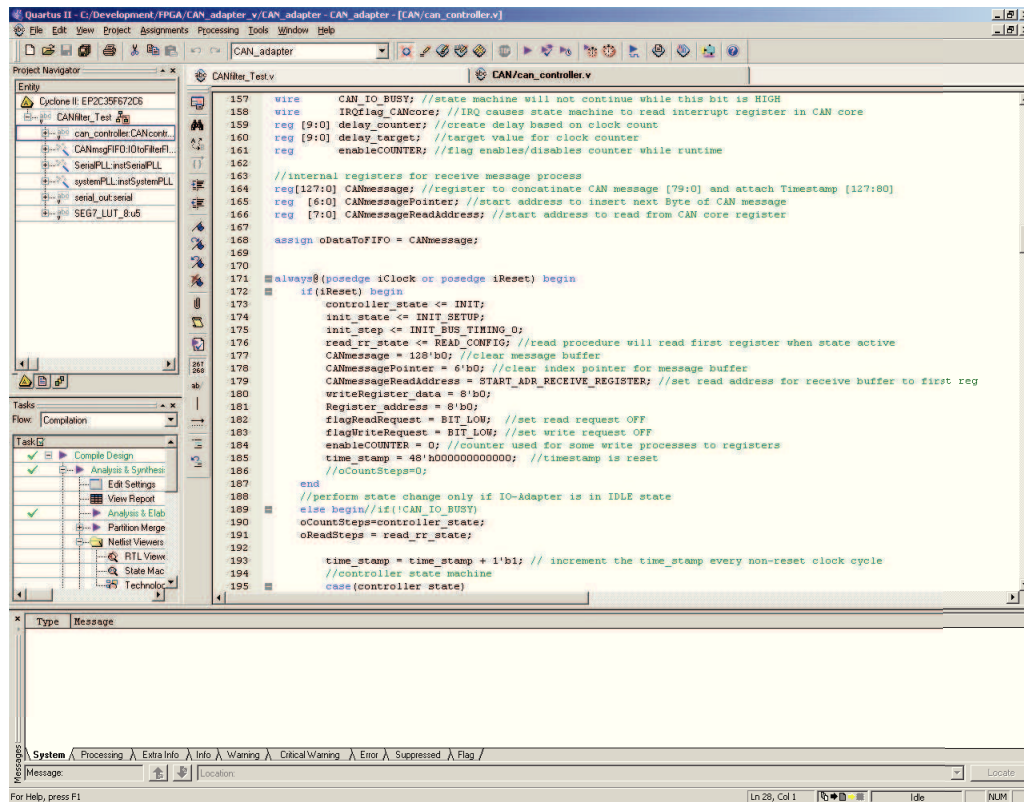 Quartus II - C:/Development/FPGA/CAN_adapter_v/CAN_adapter - CAN_adapter - [CAN/can_controller.v]
File Edit View Project Assignments Processing Tools Window Help
CAN_adapter
Project Navigator
Entity
Cyclone II: EP2C35F672C6
CANfilter_Test
can_controller:CANcontr...
CANmsgFIFO:IOtoFilterFI...
SerialPLL:instSerialPLL
systemPLL:instSystemPLL
serial_out:serial
SEG7_LUT_8:u5
Tasks
Flow: Compilation
Task
Compile Design
Analysis & Synthesis
Edit Settings
View Report
Analysis & Elab
Partition Merge
Netlist Viewers
RTL Viewe
State Mac
Technoloc
267
268
ab/
CANfilter_Test.v
CAN/can_controller.v
157 wire CAN_IO_BUSY; //state machine will not continue while this bit is HIGH
158 wire IRQflag_CANcore; //IRQ causes state machine to read interrupt register in CAN core
159 reg [9:0] delay_counter; //create delay based on clock count
160 reg [9:0] delay_target; //target value for clock counter
161 reg enableCOUNTER; //flag enables/disables counter while runtime
162
163 //internal registers for receive message process
164 reg[127:0] CANmessage; //register to concatinate CAN message [79:0] and attach Timestamp [127:80]
165 reg [6:0] CANmessagePointer; //start address to insert next Byte of CAN message
166 reg [7:0] CANmessageReadAddress; //start address to read from CAN core register
167
168 assign oDataToFIFO = CANmessage;
169
170
171 always@(posedge iClock or posedge iReset) begin
172 if(iReset) begin
173 controller_state <= INIT;
174 init_state <= INIT_SETUP;
175 init_step <= INIT_BUS_TIMING_0;
176 read_rr_state <= READ_CONFIG; //read procedure will read first register when state active
177 CANmessage = 128'b0; //clear message buffer
178 CANmessagePointer = 6'b0; //clear index pointer for message buffer
179 CANmessageReadAddress = START_ADR_RECEIVE_REGISTER; //set read address for receive buffer to first reg
180 writeRegister_data = 8'b0;
181 Register_address = 8'b0;
182 flagReadRequest = BIT_LOW; //set read request OFF
183 flagWriteRequest = BIT_LOW; //set write request OFF
184 enableCOUNTER = 0; //counter used for some write processes to registers
185 time_stamp = 48'h000000000000; //timestamp is reset
186 //oCountSteps=0;
187 end
188 //perform state change only if IO-Adapter is in IDLE state
189 else begin//if(!CAN_IO_BUSY)
190 oCountSteps=controller_state;
191 oReadSteps = read_rr_state;
192
193 time_stamp = time_stamp + 1'b1; // increment the time_stamp every non-reset clock cycle
194 //controller state machine
195 case(controller_state)
Type Message
Messages
System Processing Extra Info Info Warning Critical Warning Error Suppressed Flag
Message: Location: Locate
For Help, press F1 Ln 28, Col 1 Idle NUM